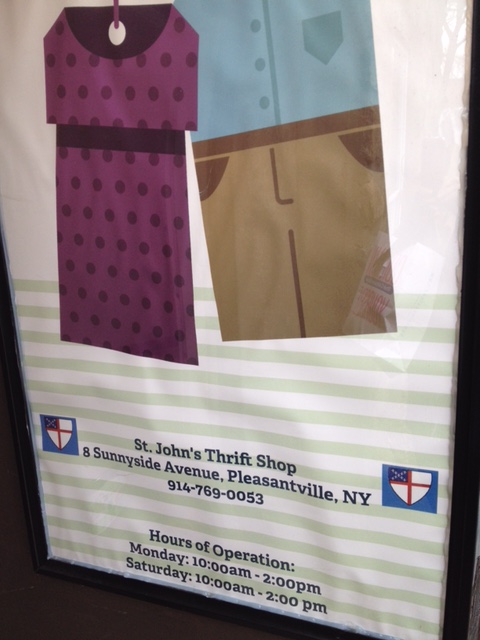 St. John's Thrift Shop
8 Sunnyside Avenue, Pleasantville, NY
914-769-0053
Hours of Operation:
Monday: 10:00am - 2:00pm
Saturday: 10:00am - 2:00 pm